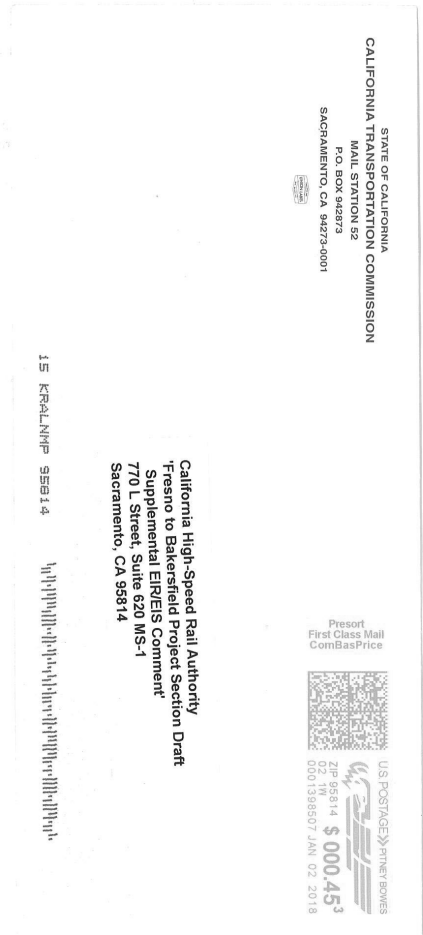 STATE OF CALIFORNIA
CALIFORNIA TRANSPORTATION COMMISSION
MAIL STATION 52
P.O. BOX 942873
SACRAMENTO, CA 94273-0001
Presort
First Class Mail
ComBasPrice
U.S. POSTAGE >> PITNEY BOWES
ZIP 95814 $ 000.45³
02 1W
0001398507 JAN 02 2018
California High-Speed Rail Authority
'Fresno to Bakersfield Project Section Draft
Supplemental EIR/EIS Comment'
770 L Street, Suite 620 MS-1
Sacramento, CA 95814
15 KRALNMP 95814